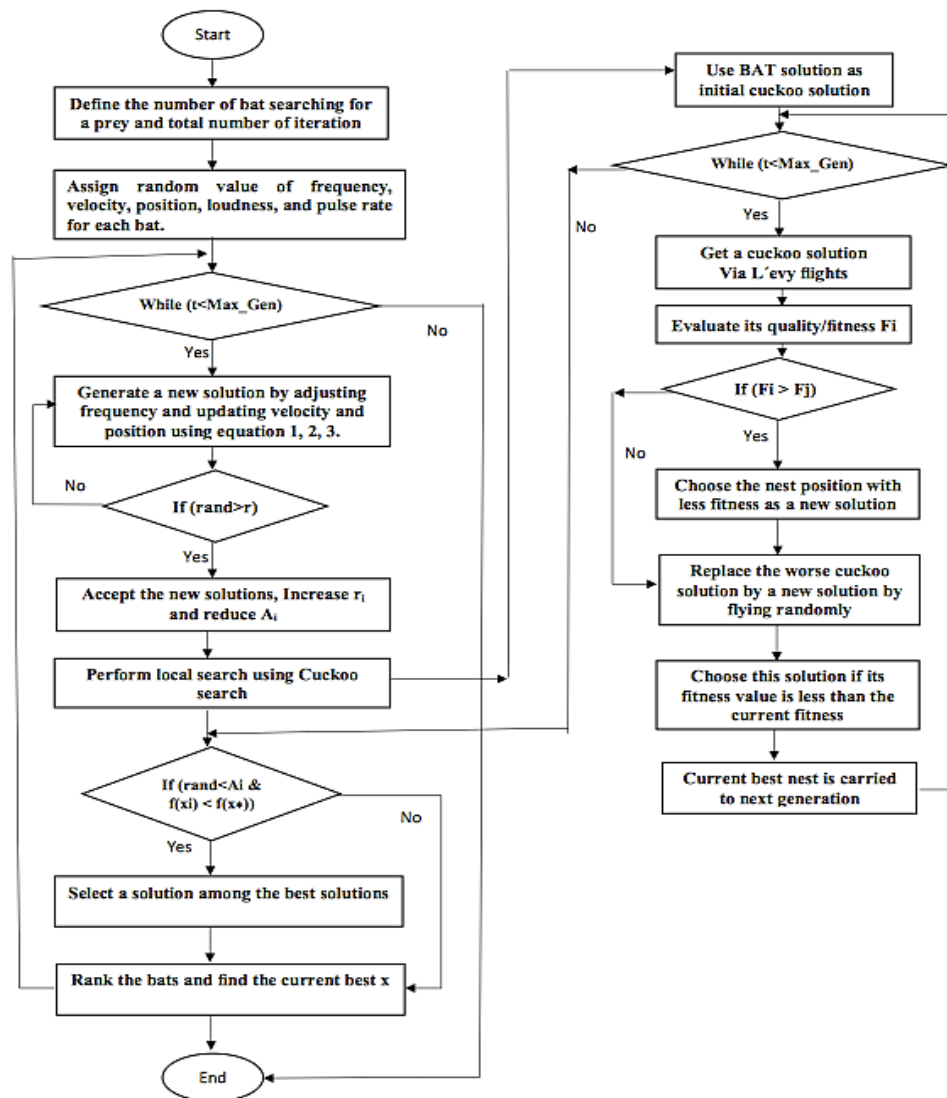 Start
Define the number of bat searching for
a prey and total number of iteration
Assign random value of frequency,
velocity, position, loudness, and pulse rate
for each bat.
While (t<Max_Gen)
No
Yes
Generate a new solution by adjusting
frequency and updating velocity and
position using equation 1, 2, 3.
No
If (rand>r)
Yes
Accept the new solutions, Increase rᵢ
and reduce Aᵢ
Perform local search using Cuckoo
search
If (rand<Ai &
f(xi) < f(x*))
No
Yes
Select a solution among the best solutions
Rank the bats and find the current best x
End
Use BAT solution as
initial cuckoo solution
While (t<Max_Gen)
No
Yes
Get a cuckoo solution
Via L´evy flights
Evaluate its quality/fitness Fi
If (Fi > Fj)
Yes
No
Choose the nest position with
less fitness as a new solution
Replace the worse cuckoo
solution by a new solution by
flying randomly
Choose this solution if its
fitness value is less than the
current fitness
Current best nest is carried
to next generation